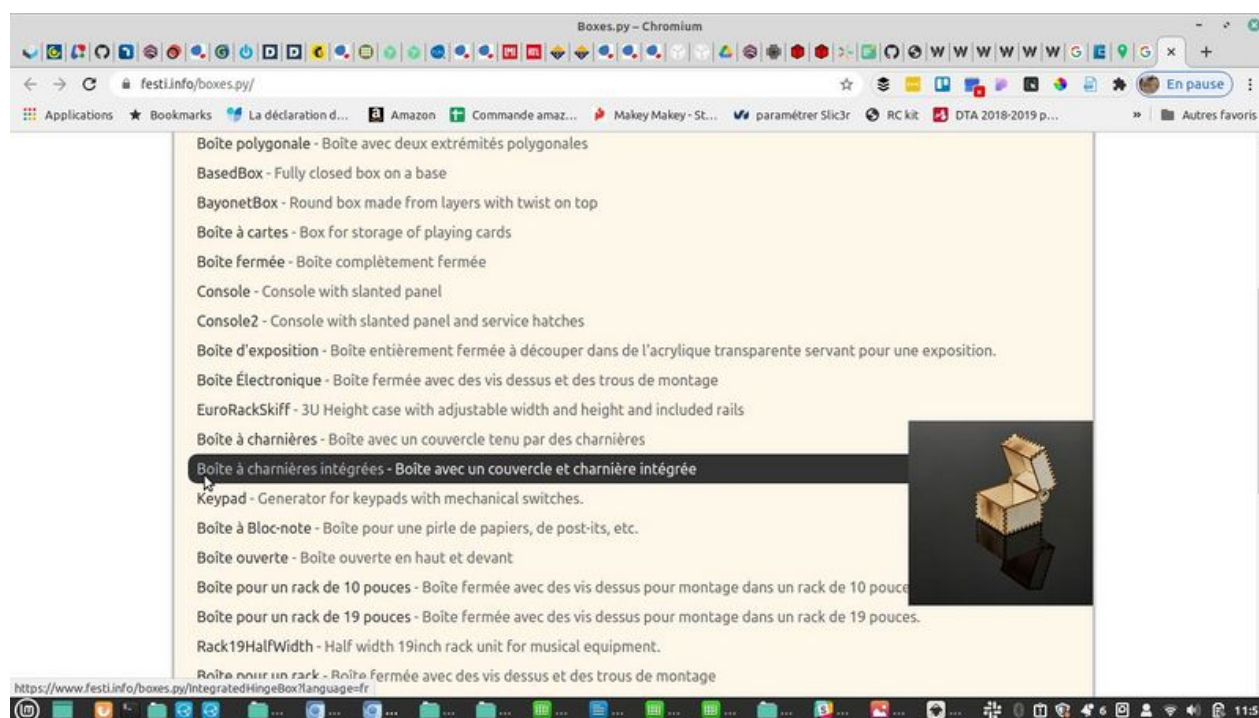 Boxes.py – Chromium
festi.info/boxes.py/
En pause
Applications Bookmarks La déclaration d... Amazon Commande amaz... Makey Makey - St... paramétrer Slic3r RC kit DTA 2018-2019 p... » Autres favoris
Boîte polygonale - Boîte avec deux extrémités polygonales
BasedBox - Fully closed box on a base
BayonetBox - Round box made from layers with twist on top
Boîte à cartes - Box for storage of playing cards
Boîte fermée - Boîte complètement fermée
Console - Console with slanted panel
Console2 - Console with slanted panel and service hatches
Boîte d'exposition - Boîte entièrement fermée à découper dans de l'acrylique transparente servant pour une exposition.
Boîte Électronique - Boîte fermée avec des vis dessus et des trous de montage
EuroRackSkiff - 3U Height case with adjustable width and height and included rails
Boîte à charnières - Boîte avec un couvercle tenu par des charnières
Boîte à charnières intégrées - Boîte avec un couvercle et charnière intégrée
Keypad - Generator for keypads with mechanical switches.
Boîte à Bloc-note - Boîte pour une pirle de papiers, de post-its, etc.
Boîte ouverte - Boîte ouverte en haut et devant
Boîte pour un rack de 10 pouces - Boîte fermée avec des vis dessus pour montage dans un rack de 10 pouce
Boîte pour un rack de 19 pouces - Boîte fermée avec des vis dessus pour montage dans un rack de 19 pouces.
Rack19HalfWidth - Half width 19inch rack unit for musical equipment.
Boîte pour un rack - Boîte fermée avec des vis dessus et des trous de montage
https://www.festi.info/boxes.py/IntegratedHingeBox?language=fr